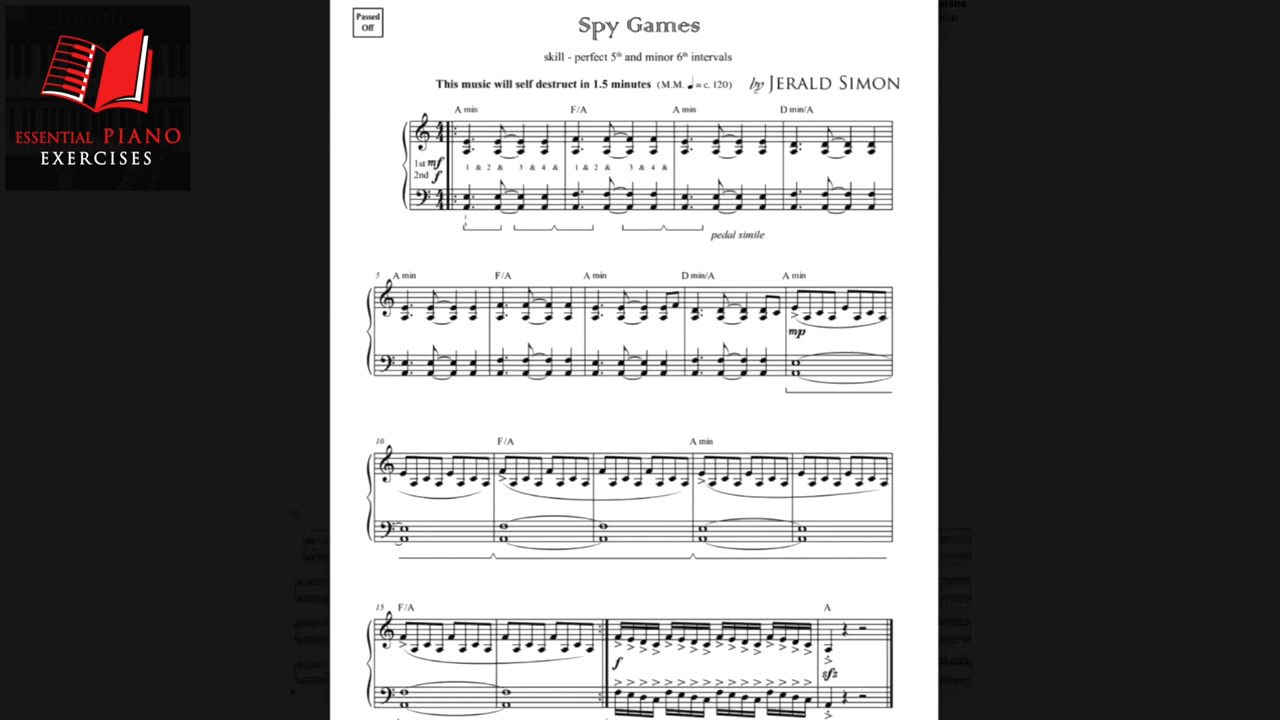 ESSENTIAL PIANO
EXERCISES
Passed
Off
Spy Games
skill - perfect 5th and minor 6th intervals
This music will self destruct in 1.5 minutes (M.M. ♩= c. 120) by JERALD SIMON
A min F/A A min D min/A
1st mf
2nd f
1 & 2 & 3 & 4 & 1 & 2 & 3 & 4 &
pedal simile
5 A min F/A A min D min/A A min
mp
10 F/A A min
15 F/A A
f
sfz
piano